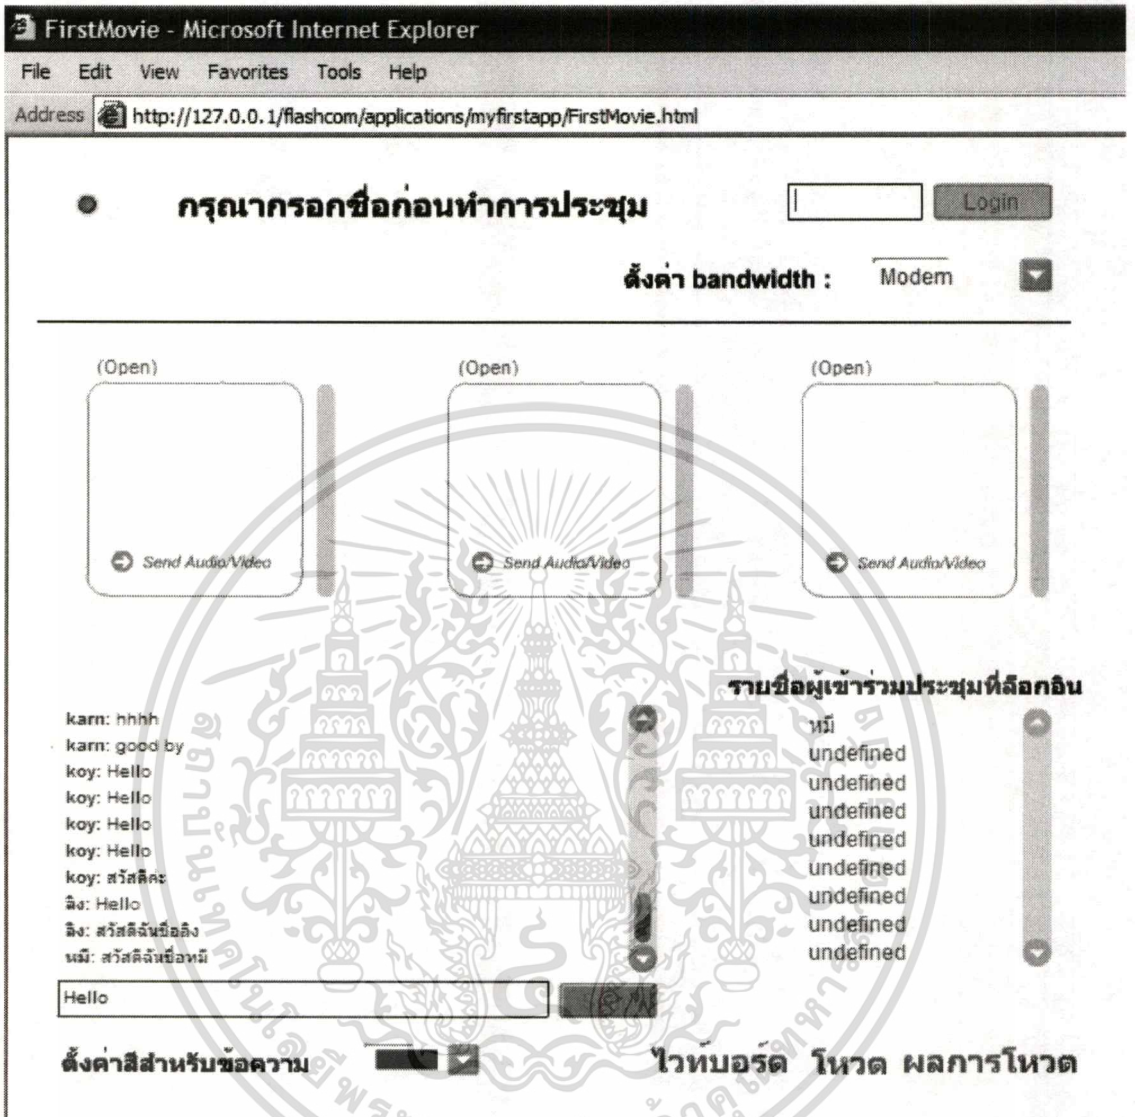 FirstMovie - Microsoft Internet Explorer
File Edit View Favorites Tools Help
Address http://127.0.0.1/flashcom/applications/myfirstapp/FirstMovie.html
กรุณากรอกชื่อก่อนทำการประชุม Login
ตั้งค่า bandwidth : Modem
(Open) (Open) (Open)
Send Audio/Video Send Audio/Video Send Audio/Video
รายชื่อผู้เข้าร่วมประชุมที่ล็อกอิน
karn: hhhh
karn: good by
koy: Hello
koy: Hello
koy: Hello
koy: Hello
koy: สวัสดีคะ
ลิง: Hello
ลิง: สวัสดีฉันชื่อลิง
หมี: สวัสดีฉันชื่อหมี
หมี
undefined
undefined
undefined
undefined
undefined
undefined
undefined
undefined
Hello
ตั้งค่าสีสำหรับข้อความ
ไวท์บอร์ด โหวด ผลการโหวด